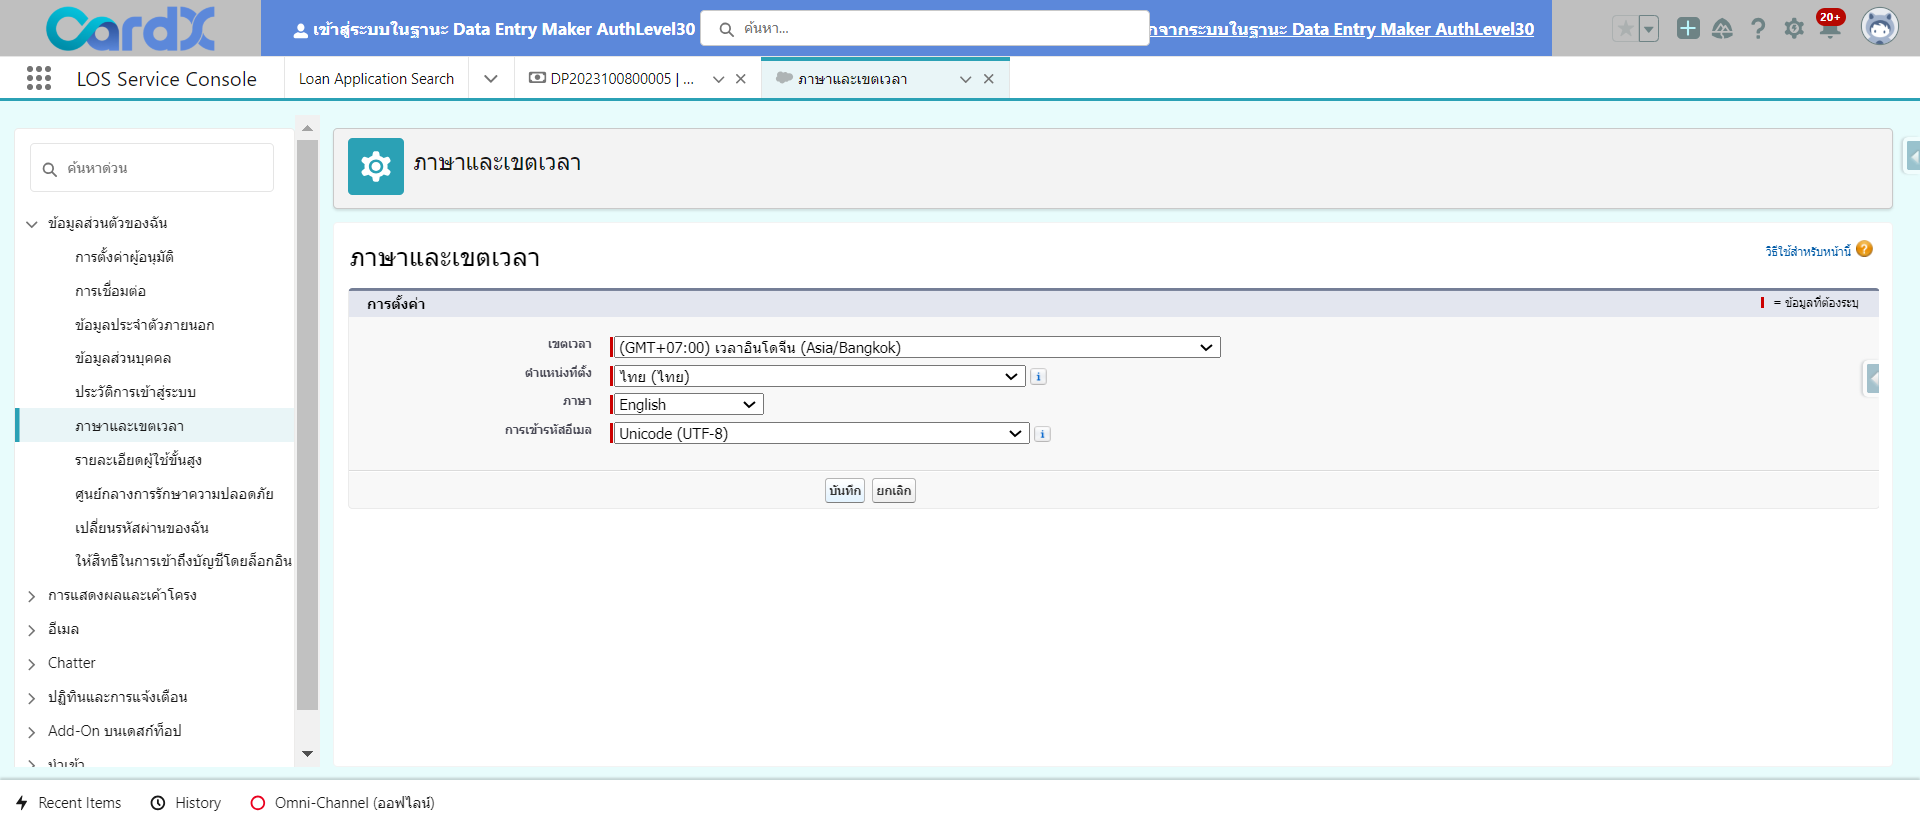 CardX
เข้าสู่ระบบในฐานะ Data Entry Maker AuthLevel30
ค้นหา...
กจากระบบในฐานะ Data Entry Maker AuthLevel30
20+
LOS Service Console
Loan Application Search
DP2023100800005 | ...
ภาษาและเขตเวลา
ค้นหาด่วน
ข้อมูลส่วนตัวของฉัน
การตั้งค่าผู้อนุมัติ
การเชื่อมต่อ
ข้อมูลประจำตัวภายนอก
ข้อมูลส่วนบุคคล
ประวัติการเข้าสู่ระบบ
ภาษาและเขตเวลา
รายละเอียดผู้ใช้ขั้นสูง
ศูนย์กลางการรักษาความปลอดภัย
เปลี่ยนรหัสผ่านของฉัน
ให้สิทธิในการเข้าถึงบัญชีโดยล็อกอิน
การแสดงผลและเค้าโครง
อีเมล
Chatter
ปฏิทินและการแจ้งเตือน
Add-On บนเดสก์ท็อป
นำเข้า
ภาษาและเขตเวลา
ภาษาและเขตเวลา
วิธีใช้สำหรับหน้านี้ ?
การตั้งค่า
= ข้อมูลที่ต้องระบุ
เขตเวลา (GMT+07:00) เวลาอินโดจีน (Asia/Bangkok)
ตำแหน่งที่ตั้ง ไทย (ไทย)
ภาษา English
การเข้ารหัสอีเมล Unicode (UTF-8)
บันทึก ยกเลิก
Recent Items
History
Omni-Channel (ออฟไลน์)